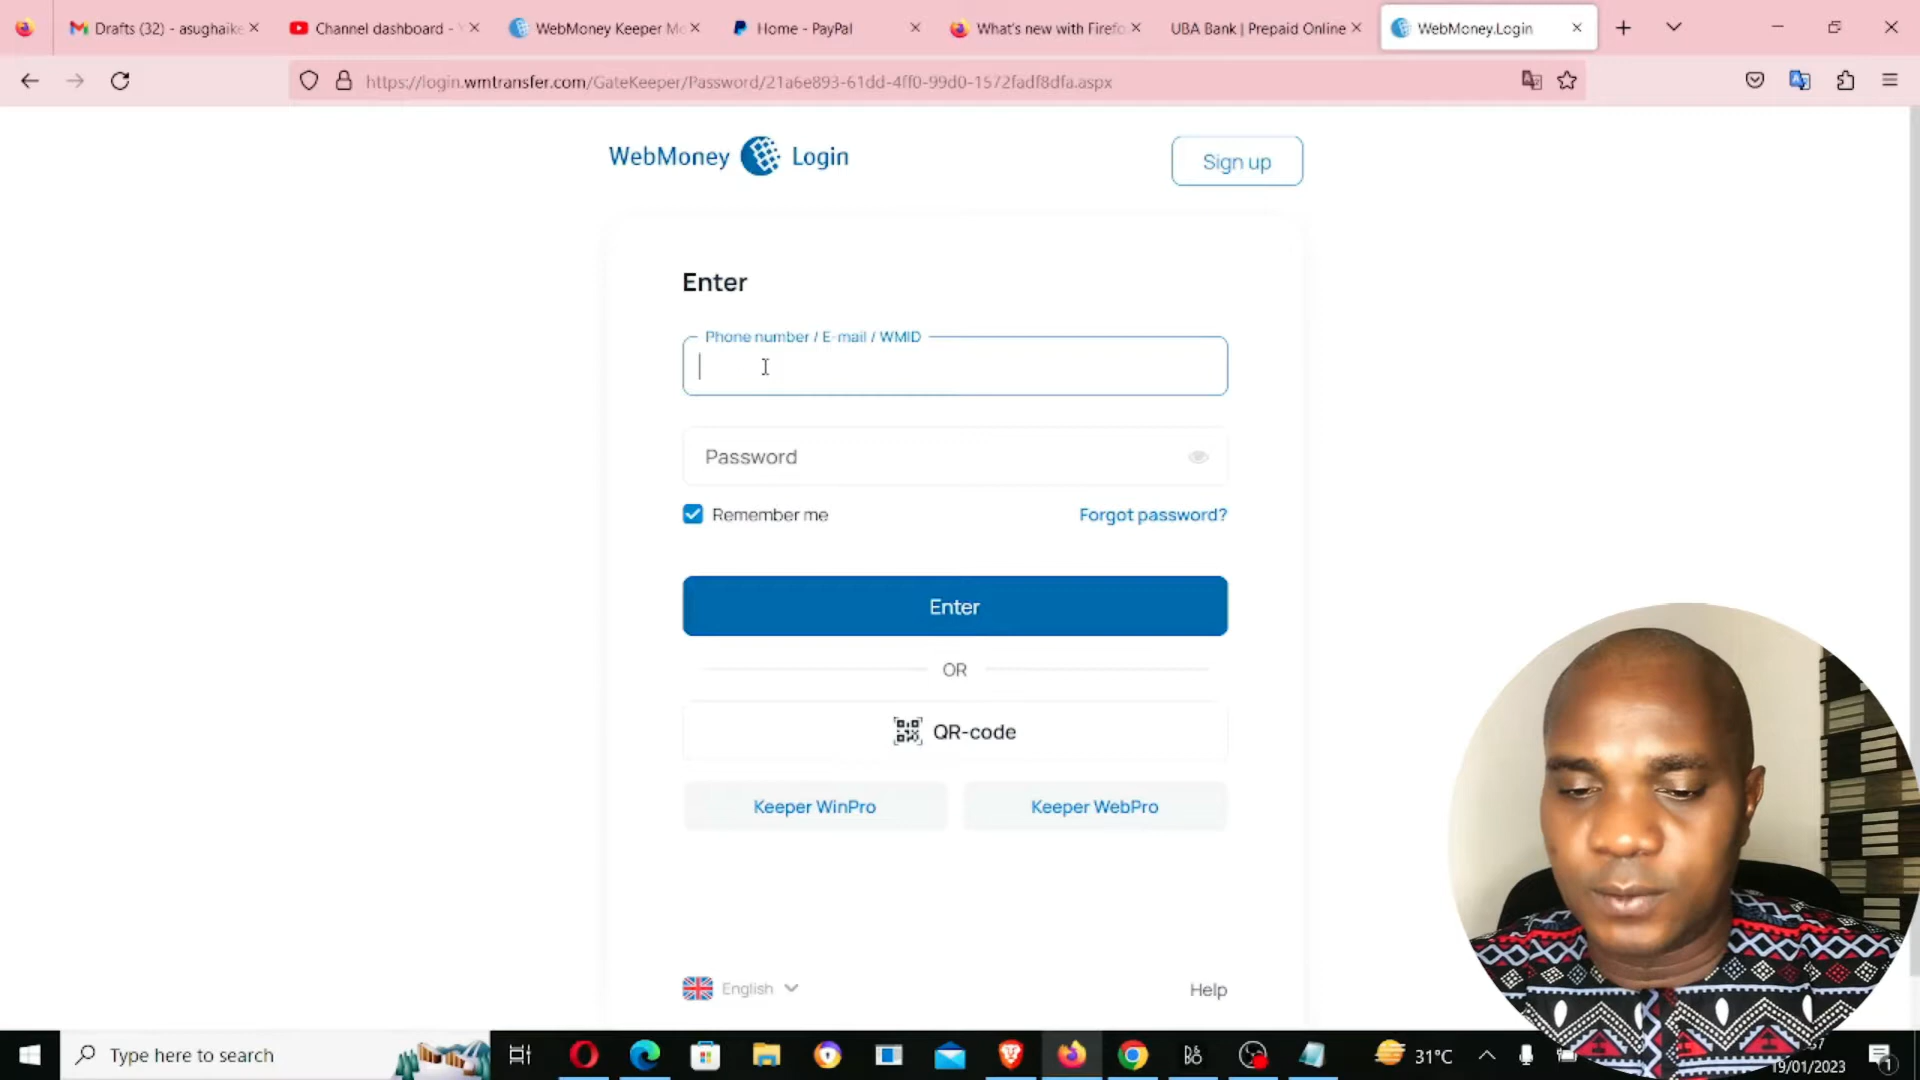 Drafts (32) - asughaike
Channel dashboard -
WebMoney Keeper Mo
Home - PayPal
What's new with Firefo
UBA Bank | Prepaid Online
WebMoney.Login
https://login.wmtransfer.com/GateKeeper/Password/21a6e893-61dd-4ff0-99d0-1572fadf8dfa.aspx
WebMoney Login
Sign up
Enter
Phone number / E-mail / WMID
Password
Remember me
Forgot password?
Enter
OR
QR-code
Keeper WinPro
Keeper WebPro
English
Help
Type here to search
31°C
19/01/2023
1